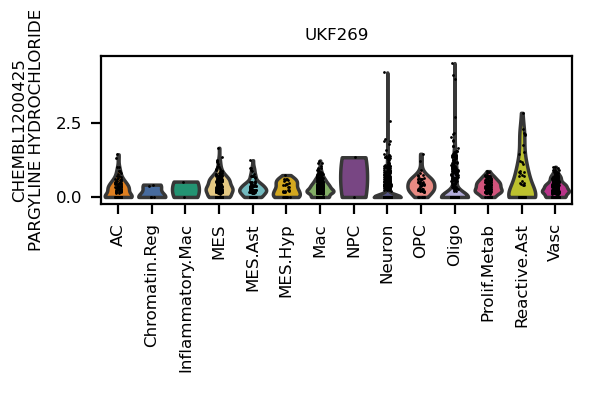 UKF269
CHEMBL1200425
PARGYLINE HYDROCHLORIDE
2.5
0.0
AC
Chromatin.Reg
Inflammatory.Mac
MES
MES.Ast
MES.Hyp
Mac
NPC
Neuron
OPC
Oligo
Prolif.Metab
Reactive.Ast
Vasc